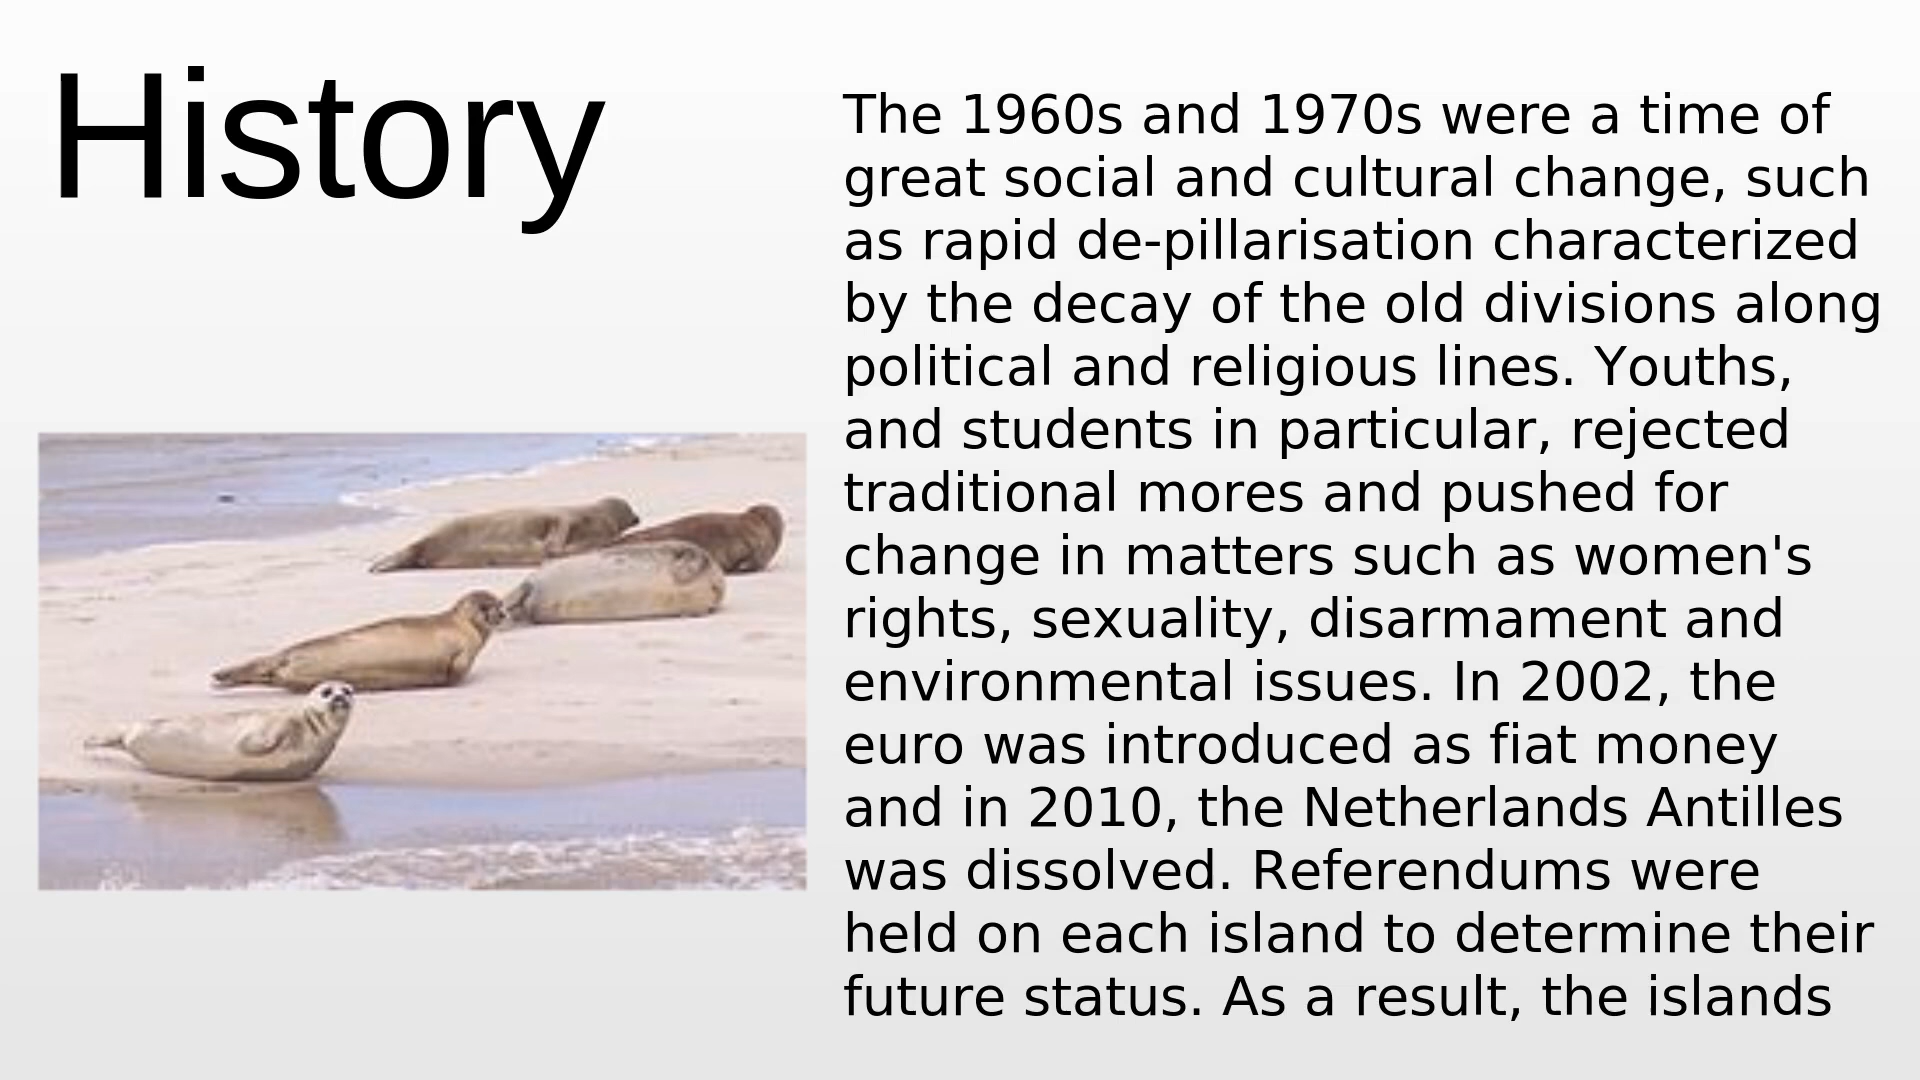 History
The 1960s and 1970s were a time of
great social and cultural change, such
as rapid de-pillarisation characterized
by the decay of the old divisions along
political and religious lines. Youths,
and students in particular, rejected
traditional mores and pushed for
change in matters such as women's
rights, sexuality, disarmament and
environmental issues. In 2002, the
euro was introduced as fiat money
and in 2010, the Netherlands Antilles
was dissolved. Referendums were
held on each island to determine their
future status. As a result, the islands